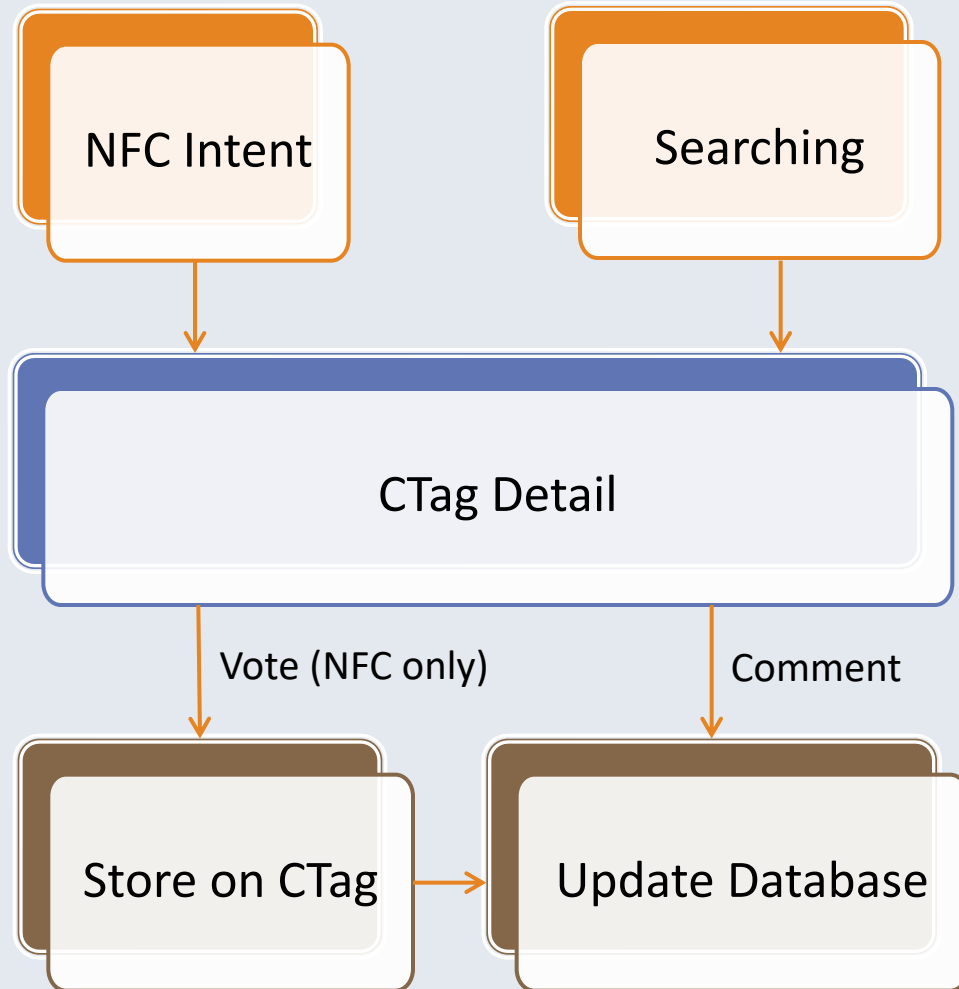 NFC Intent
Searching
CTag Detail
Vote (NFC only)
Comment
Store on CTag
Update Database